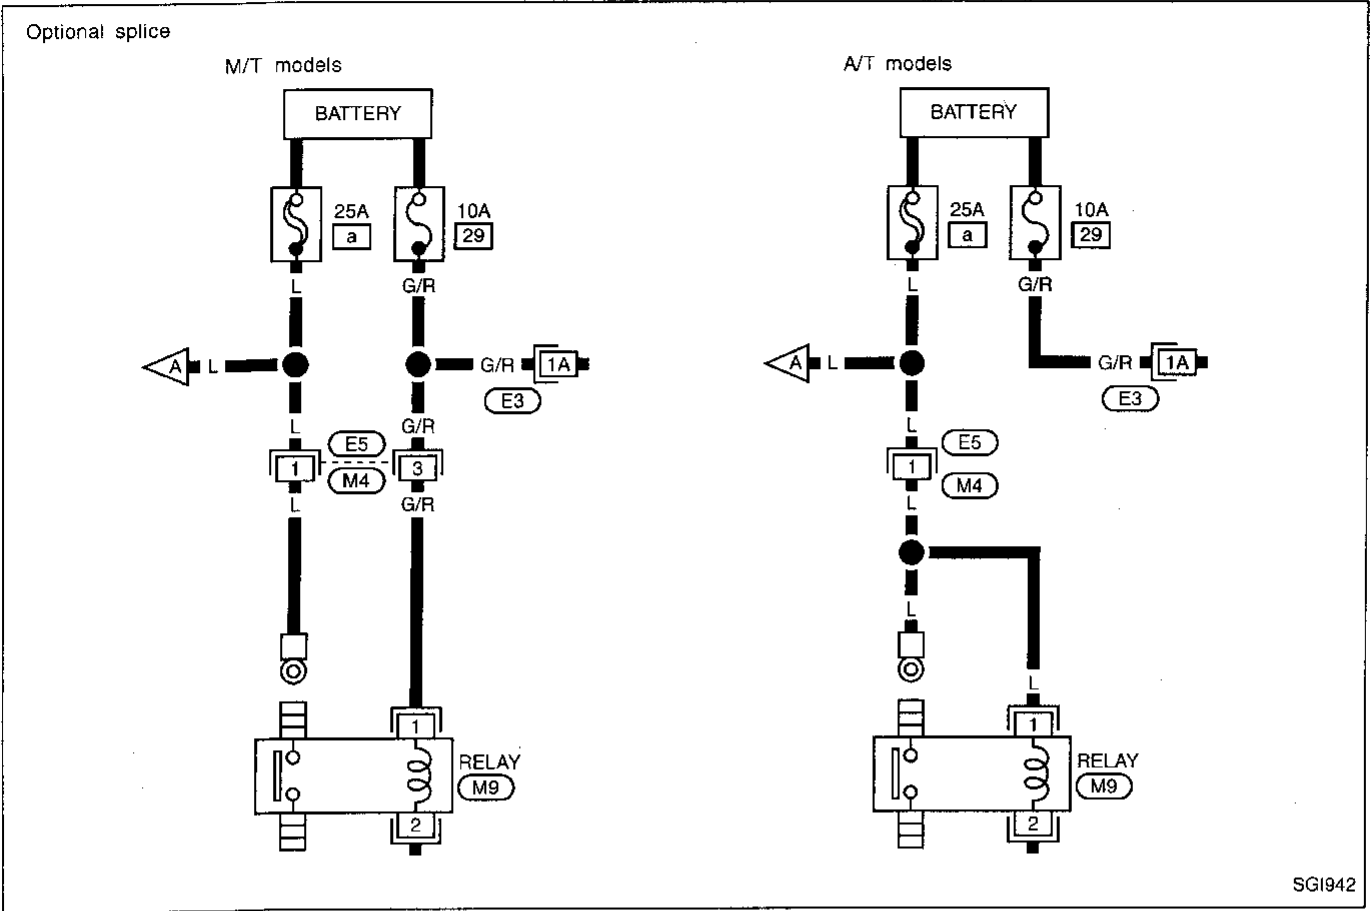 Optional splice
M/T models
A/T models
BATTERY
BATTERY
25A
a
10A
29
25A
a
10A
29
L
G/R
L
G/R
A
L
G/R
1A
A
L
G/R
1A
E3
E3
L
G/R
L
1
E5
M4
3
1
E5
M4
L
G/R
L
L
L
1
1
RELAY
M9
RELAY
M9
2
2
SGI942